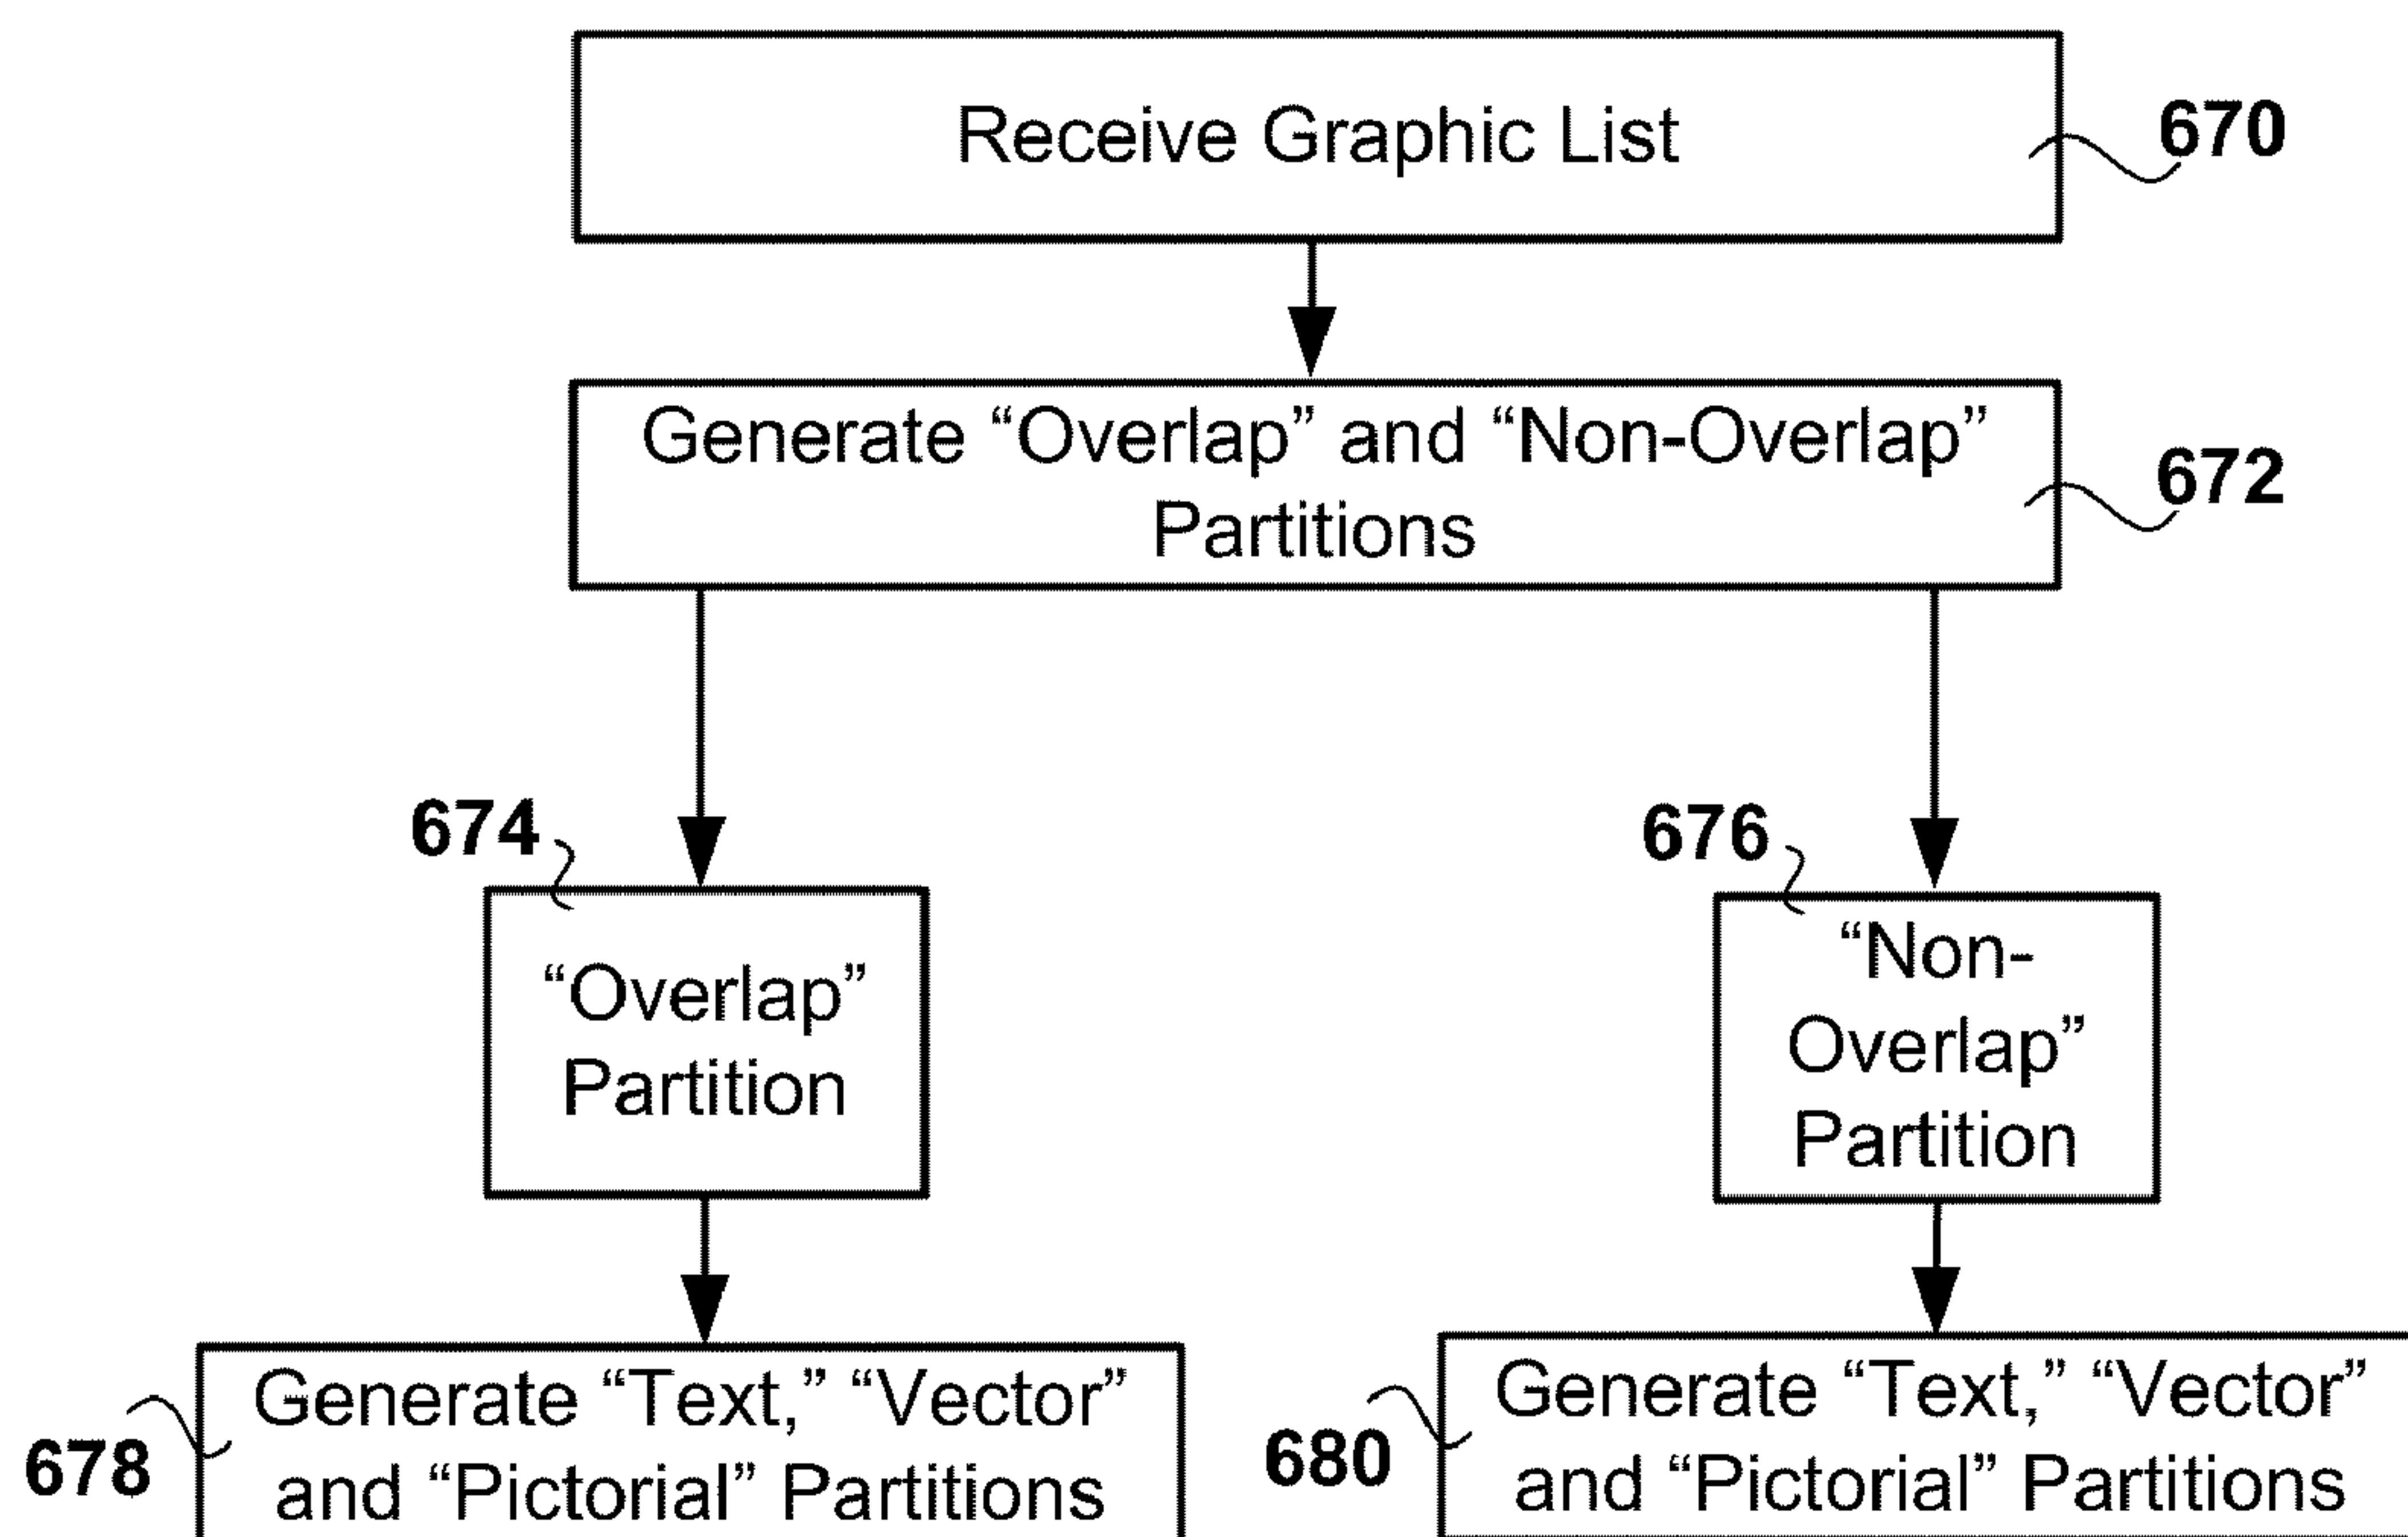 Receive Graphic List
670
Generate “Overlap” and “Non-Overlap”
Partitions
672
674
“Overlap”
Partition
676
“Non-
Overlap”
Partition
Generate “Text,” “Vector”
and “Pictorial” Partitions
678
Generate “Text,” “Vector”
and “Pictorial” Partitions
680